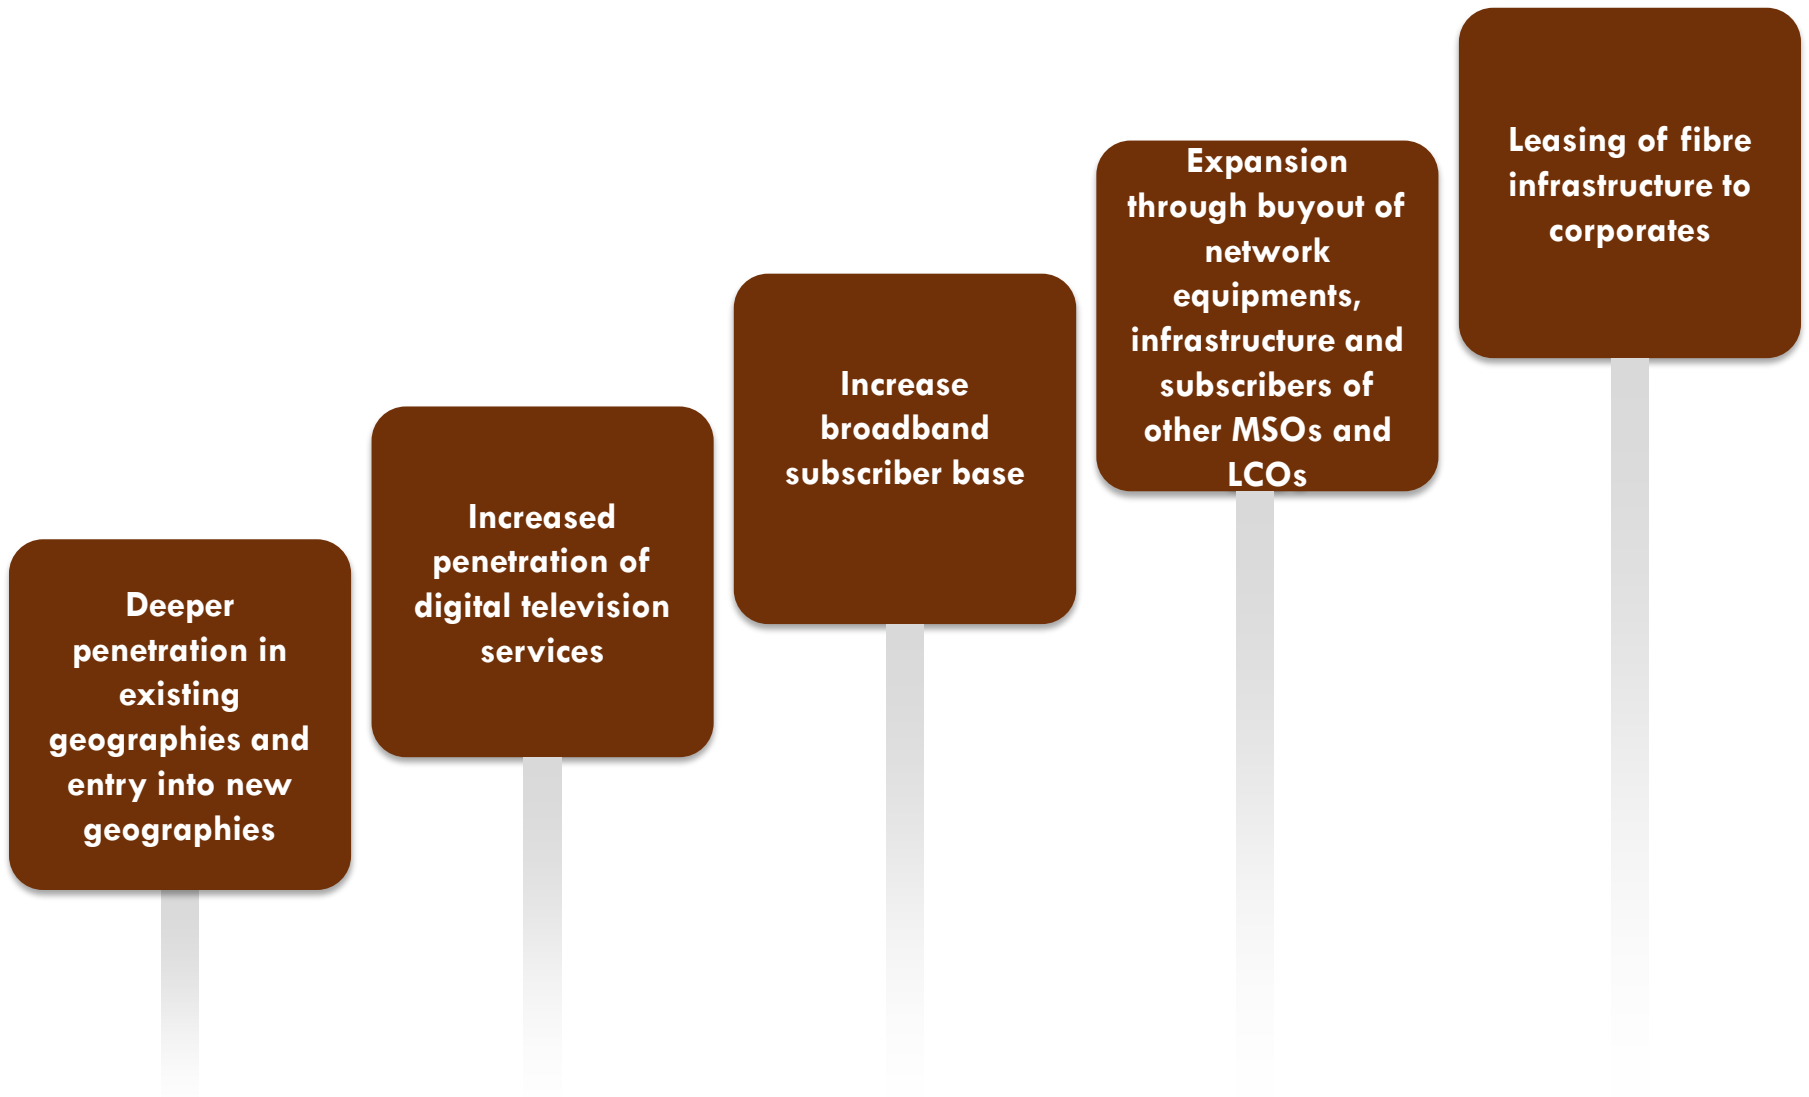 Deeper
penetration in
existing
geographies and
entry into new
geographies
Increased
penetration of
digital television
services
Increase
broadband
subscriber base
Expansion
through buyout of
network
equipments,
infrastructure and
subscribers of
other MSOs and
LCOs
Leasing of fibre
infrastructure to
corporates